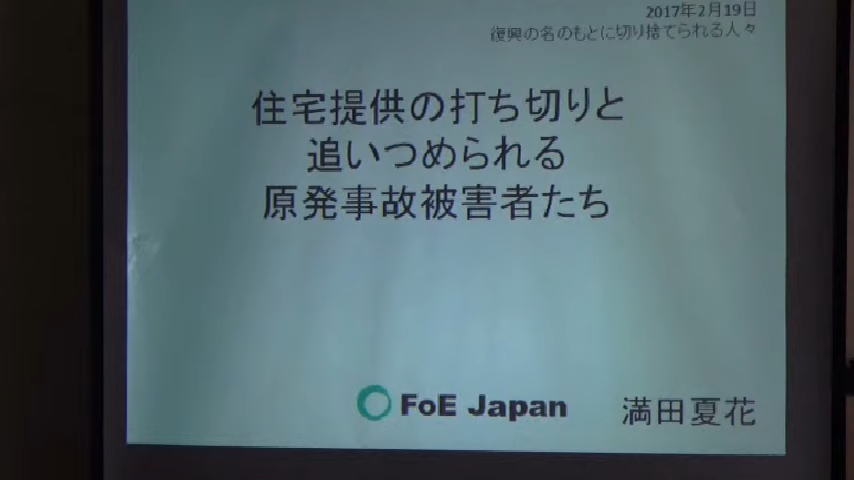 2017年2月19日
復興の名のもとに切り捨てられる人々
住宅提供の打ち切りと
追いつめられる
原発事故被害者たち
FoE Japan
満田夏花